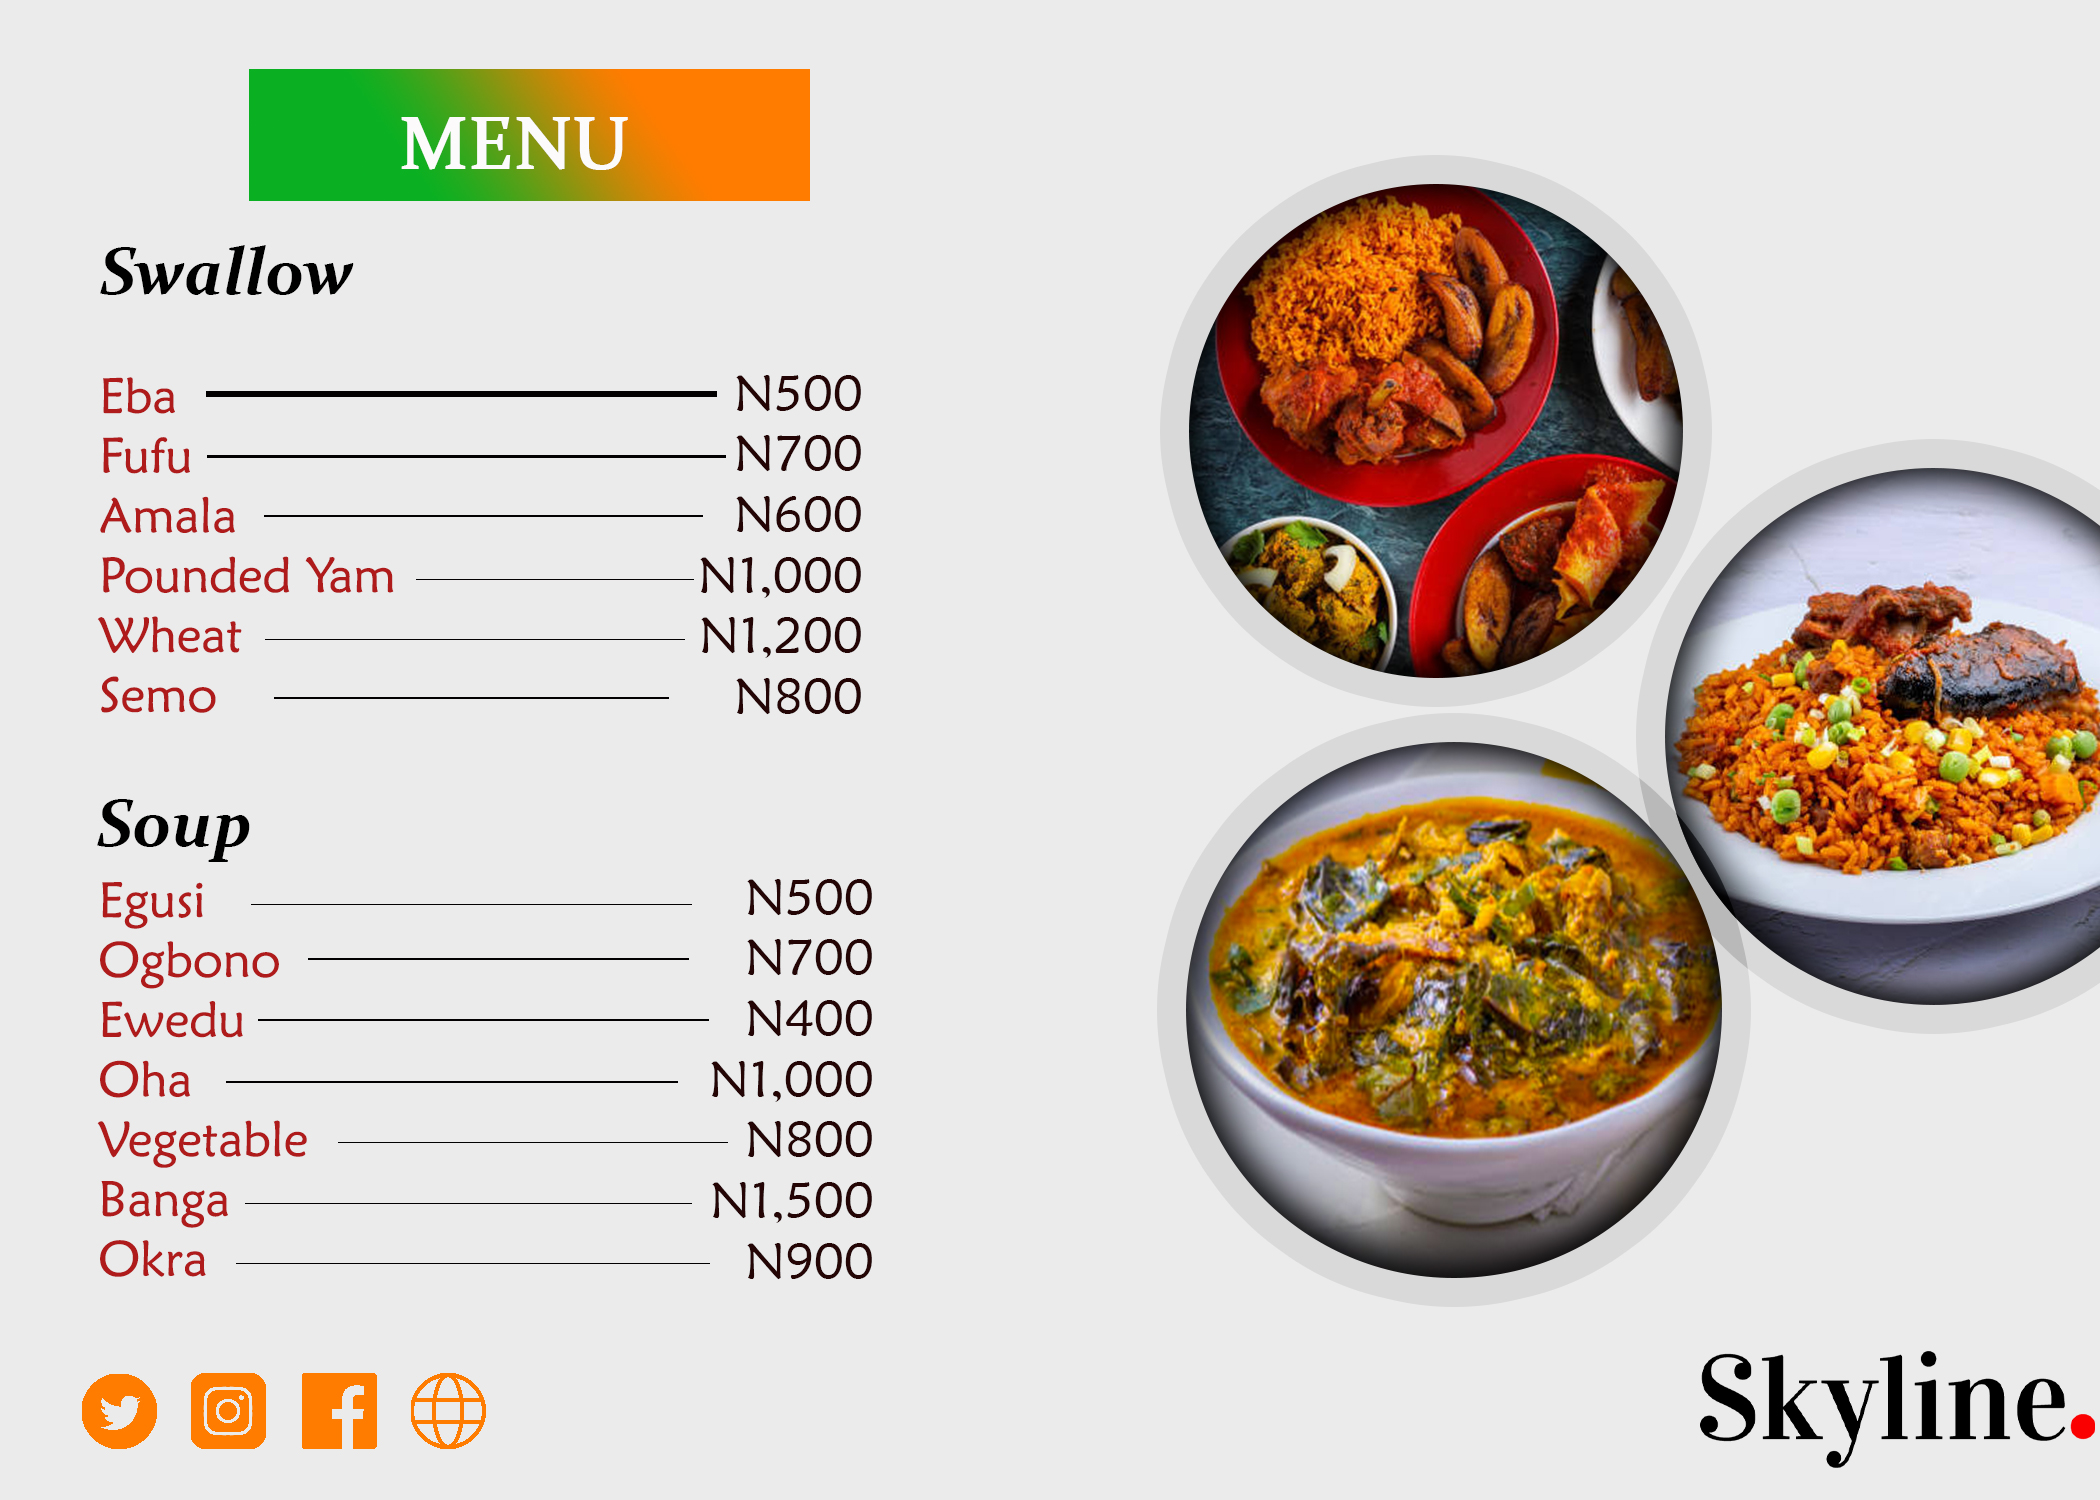 MENU
Swallow
Eba N500
Fufu N700
Amala N600
Pounded Yam N1,000
Wheat N1,200
Semo N800
Soup
Egusi N500
Ogbono N700
Ewedu N400
Oha N1,000
Vegetable N800
Banga N1,500
Okra N900
Skyline.